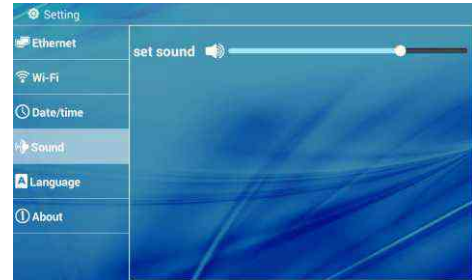 Setting
Ethernet
set sound
Wi-Fi
Date/time
Sound
A Language
About